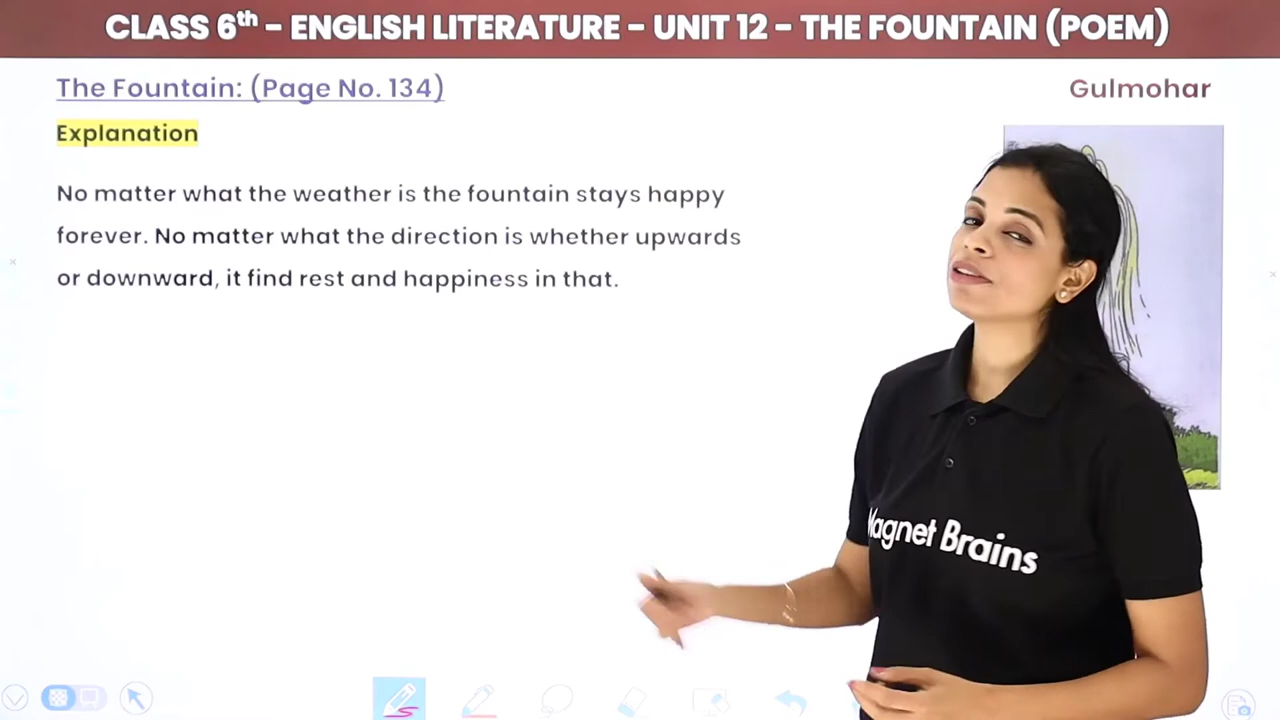 CLASS 6th - ENGLISH LITERATURE - UNIT 12 - THE FOUNTAIN (POEM)
The Fountain: (Page No. 134)
Gulmohar
Explanation
No matter what the weather is the fountain stays happy
forever. No matter what the direction is whether upwards
or downward, it find rest and happiness in that.
Magnet Brains